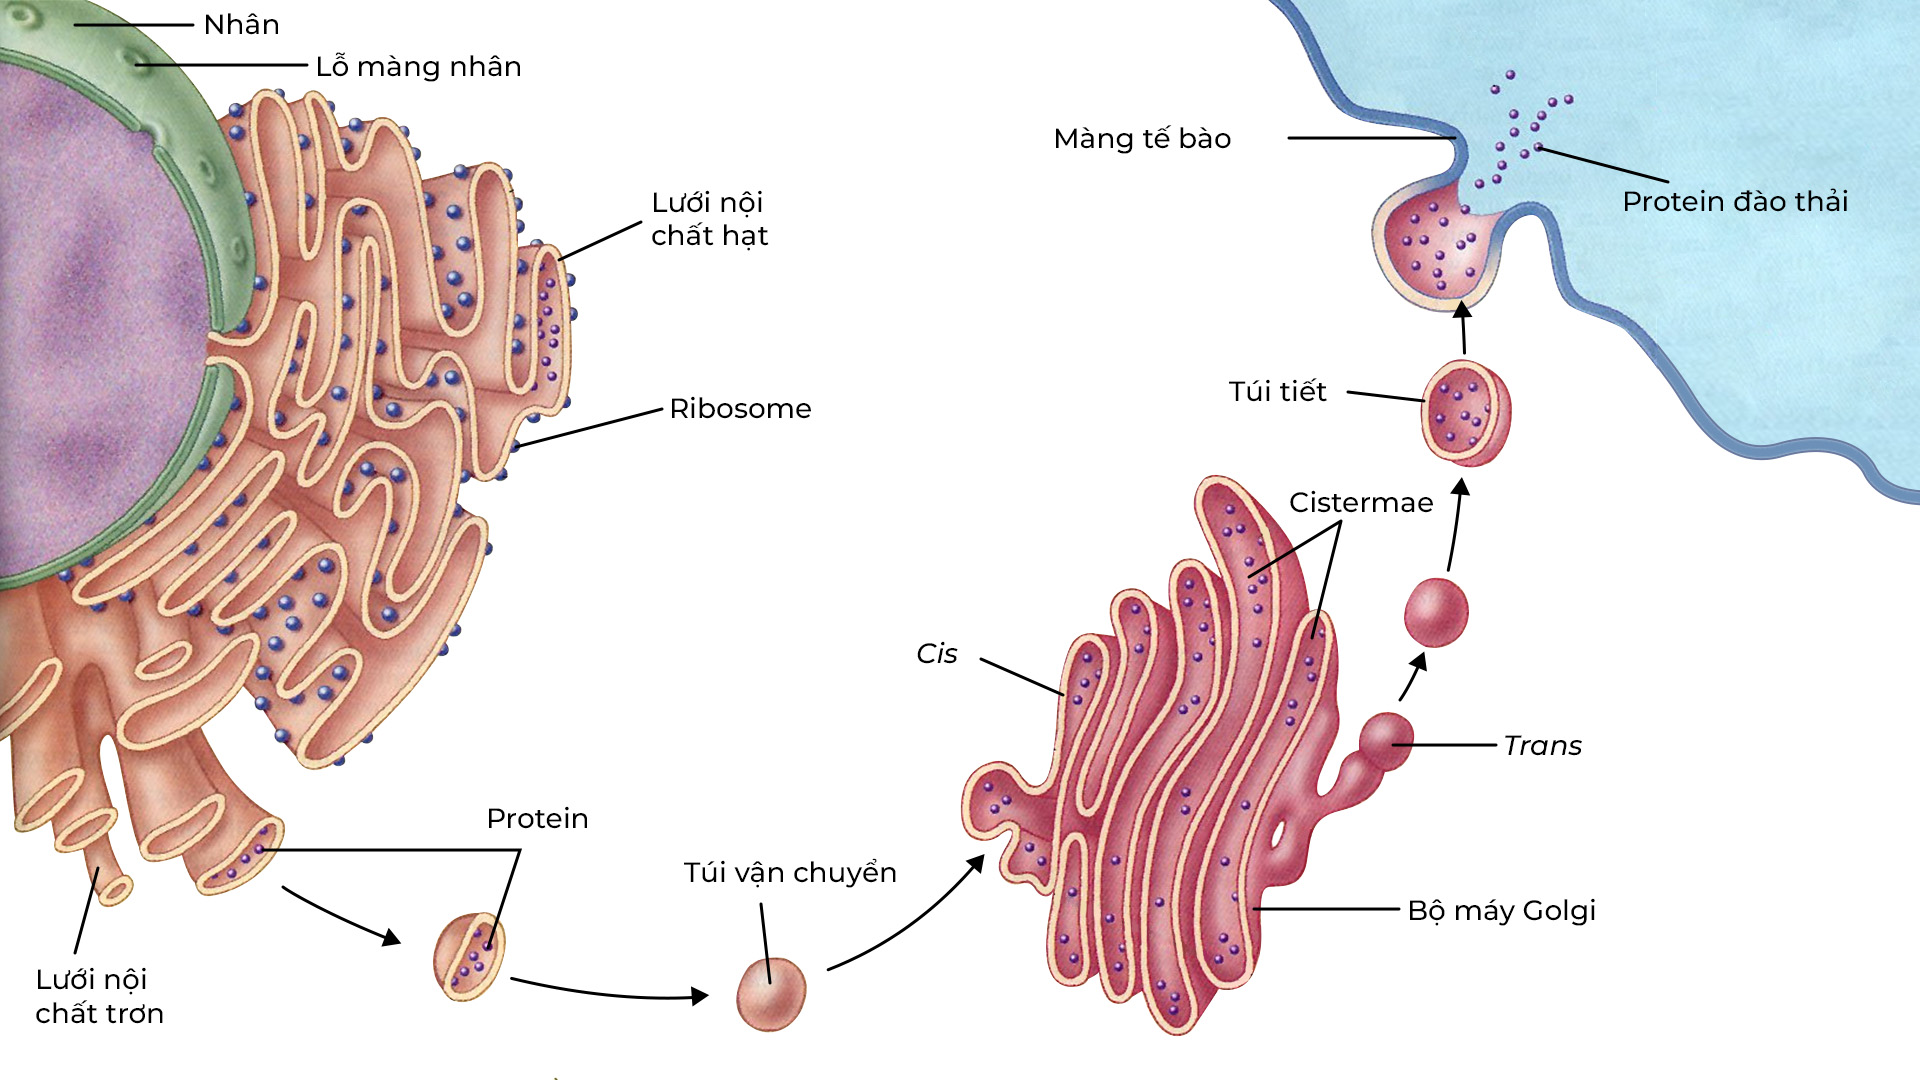 Nhân
Lỗ màng nhân
Lưới nội
chất hạt
Ribosome
Màng tế bào
Protein đào thải
Túi tiết
Cistermae
Cis
Trans
Protein
Túi vận chuyển
Bộ máy Golgi
Lưới nội
chất trơn